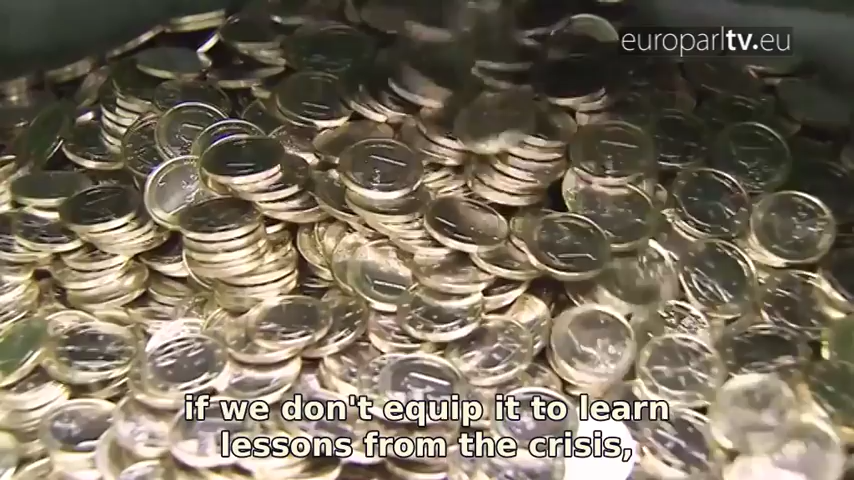 europarltv.eu
if we don't equip it to learn
lessons from the crisis,